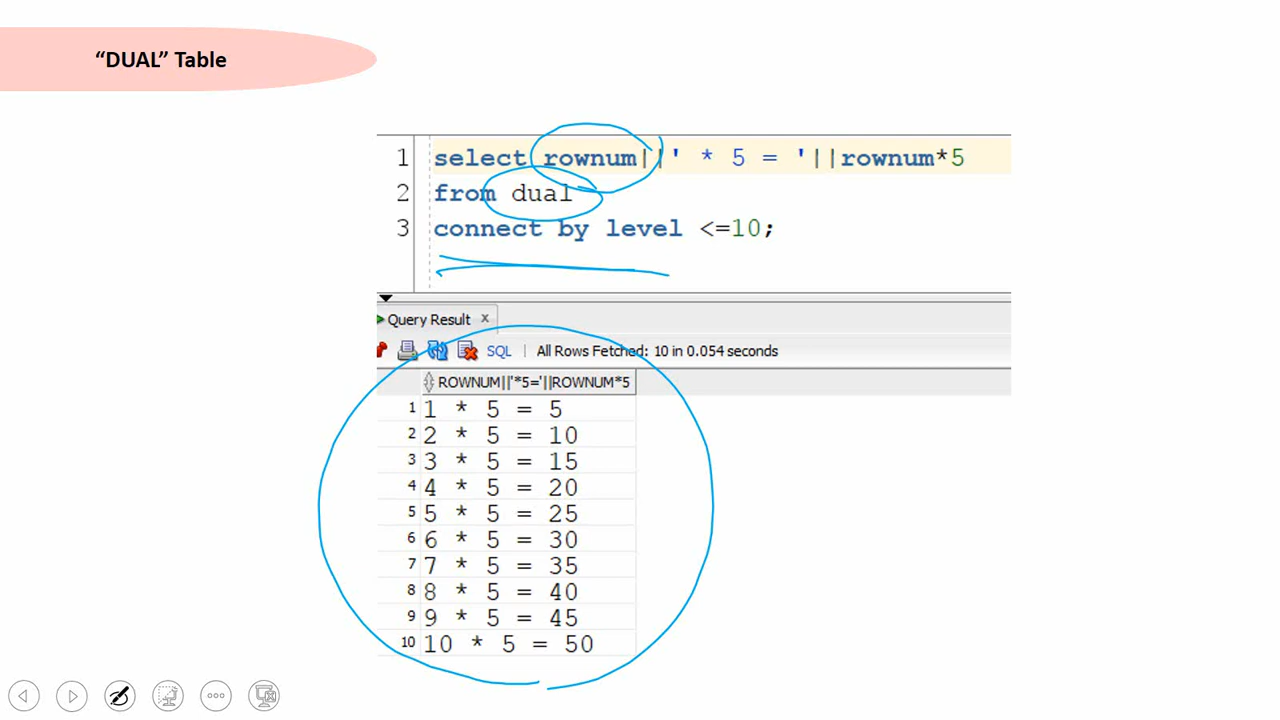 “DUAL” Table
1 select rownum||' * 5 = '||rownum*5
2 from dual
3 connect by level <=10;
Query Result x
SQL | All Rows Fetched: 10 in 0.054 seconds
ROWNUM||'*5='||ROWNUM*5
1 1 * 5 = 5
2 2 * 5 = 10
3 3 * 5 = 15
4 4 * 5 = 20
5 5 * 5 = 25
6 6 * 5 = 30
7 7 * 5 = 35
8 8 * 5 = 40
9 9 * 5 = 45
10 10 * 5 = 50